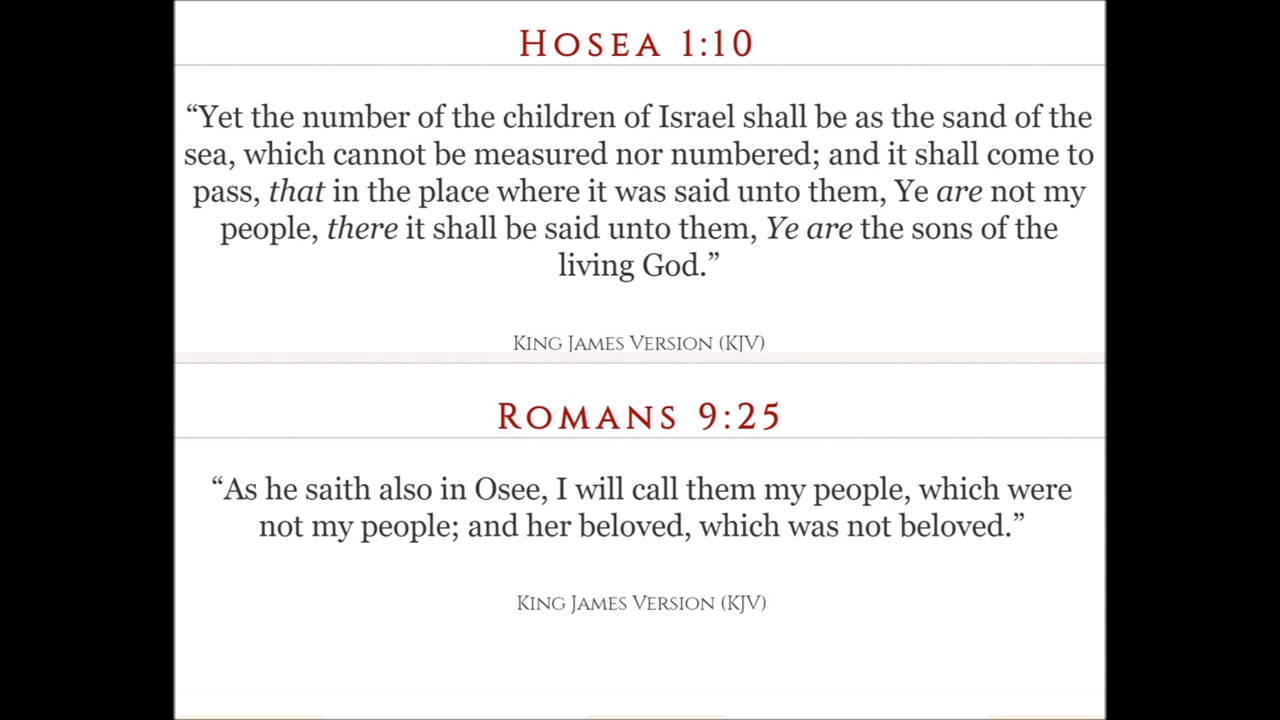 Hosea 1:10
“Yet the number of the children of Israel shall be as the sand of the
sea, which cannot be measured nor numbered; and it shall come to
pass, that in the place where it was said unto them, Ye are not my
people, there it shall be said unto them, Ye are the sons of the
living God.”
King James Version (KJV)
Romans 9:25
“As he saith also in Osee, I will call them my people, which were
not my people; and her beloved, which was not beloved.”
King James Version (KJV)